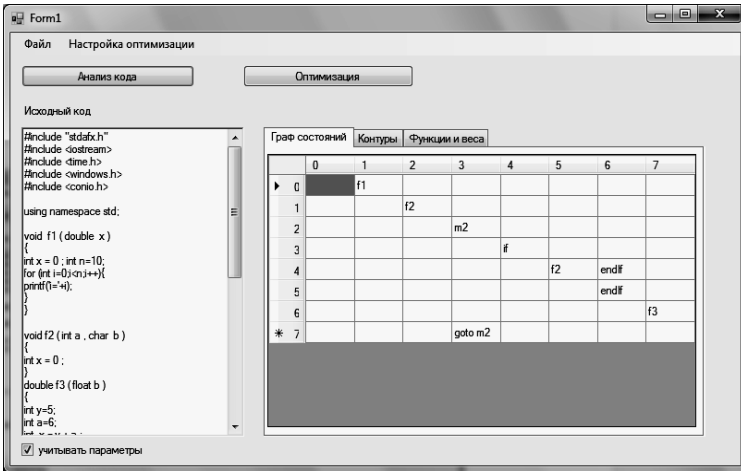 Form1
Файл Настройка оптимизации
Анализ кода Оптимизация
Исходный код
#include "stdafx.h"
#include <iostream>
#include <time.h>
#include <windows.h>
#include <conio.h>
using namespace std;
void f1 ( double x )
{
int x = 0 ; int n=10;
for (int i=0;i<n;i++){
printf("i="+i);
}
}
void f2 ( int a , char b )
{
int x = 0 ;
}
double f3 ( float b )
{
int y=5;
int a=6;
Граф состояний Контуры Функции и веса
0 1 2 3 4 5 6 7
0 f1
1 f2
2 m2
3 if
4 f2 endIf
5 endIf
6 f3
* 7 goto m2
учитывать параметры